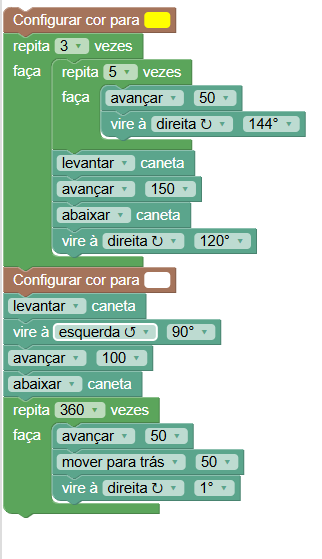 Configurar cor para
repita 3 vezes
faça repita 5 vezes
faça avançar 50
vire à direita ↻ 144°
levantar caneta
avançar 150
abaixar caneta
vire à direita ↻ 120°
Configurar cor para
levantar caneta
vire à esquerda ↺ 90°
avançar 100
abaixar caneta
repita 360 vezes
faça avançar 50
mover para trás 50
vire à direita ↻ 1°